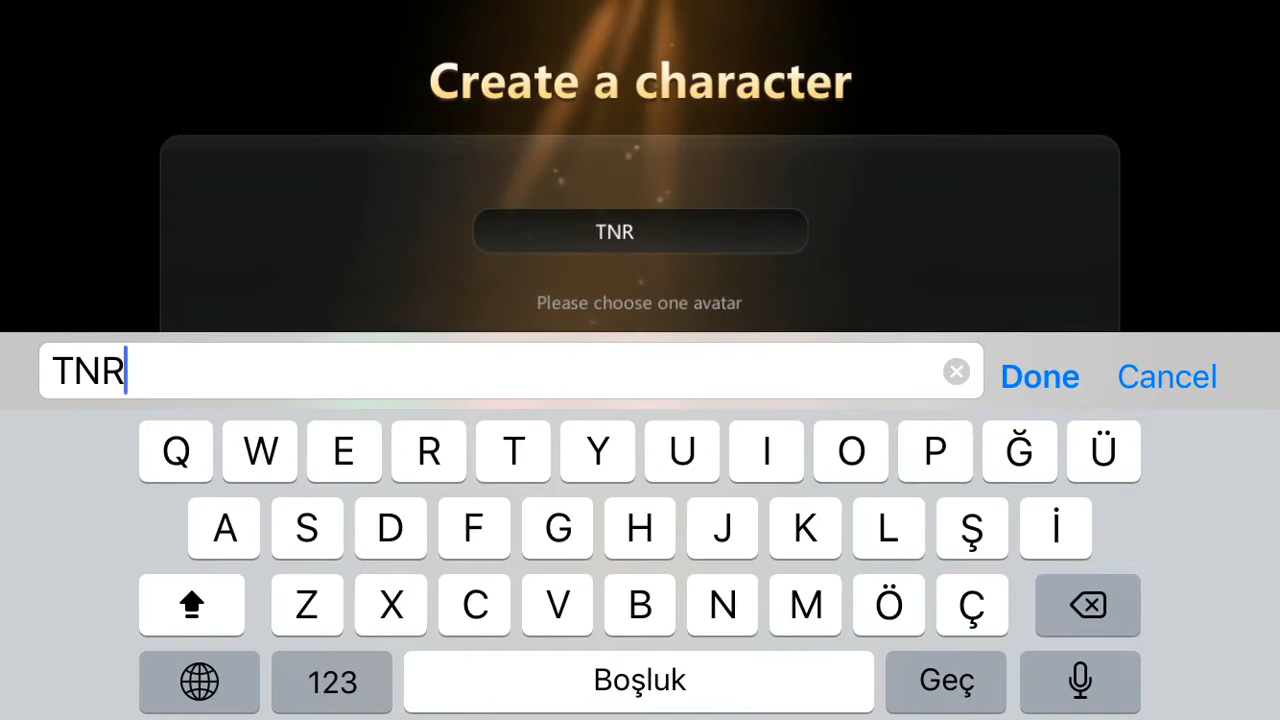 Create a character
TNR
Please choose one avatar
TNR
Done Cancel
Q W E R T Y U I O P Ğ Ü
A S D F G H J K L Ş İ
Z X C V B N M Ö Ç
123 Boşluk Geç